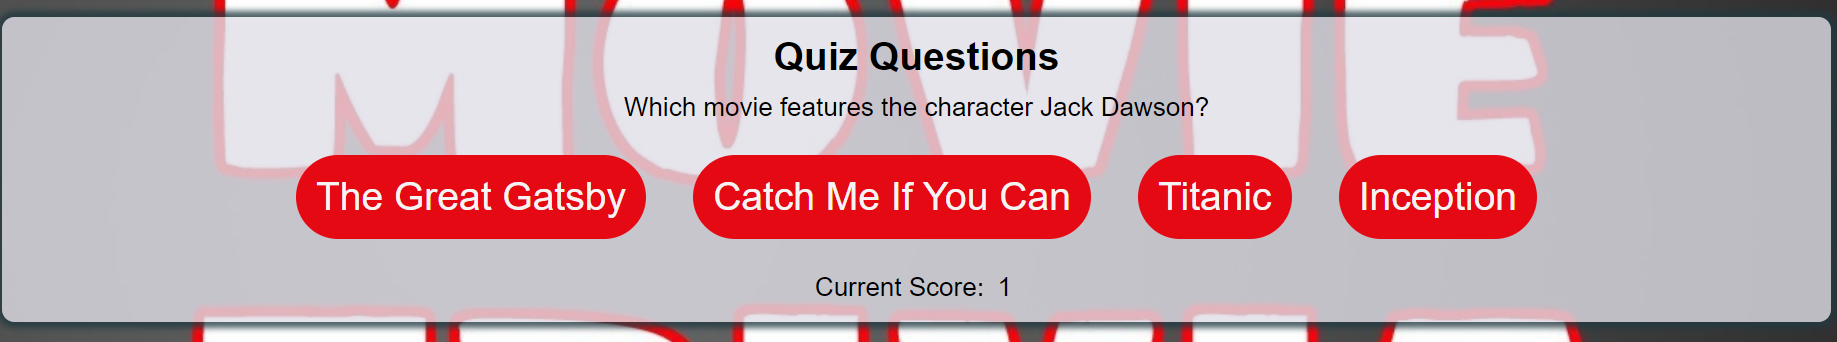 MOVIE
Quiz Questions
Which movie features the character Jack Dawson?
The Great Gatsby
Catch Me If You Can
Titanic
Inception
Current Score: 1